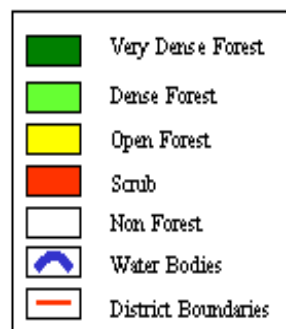 Very Dense Forest
Dense Forest
Open Forest
Scrub
Non Forest
Water Bodies
District Boundaries